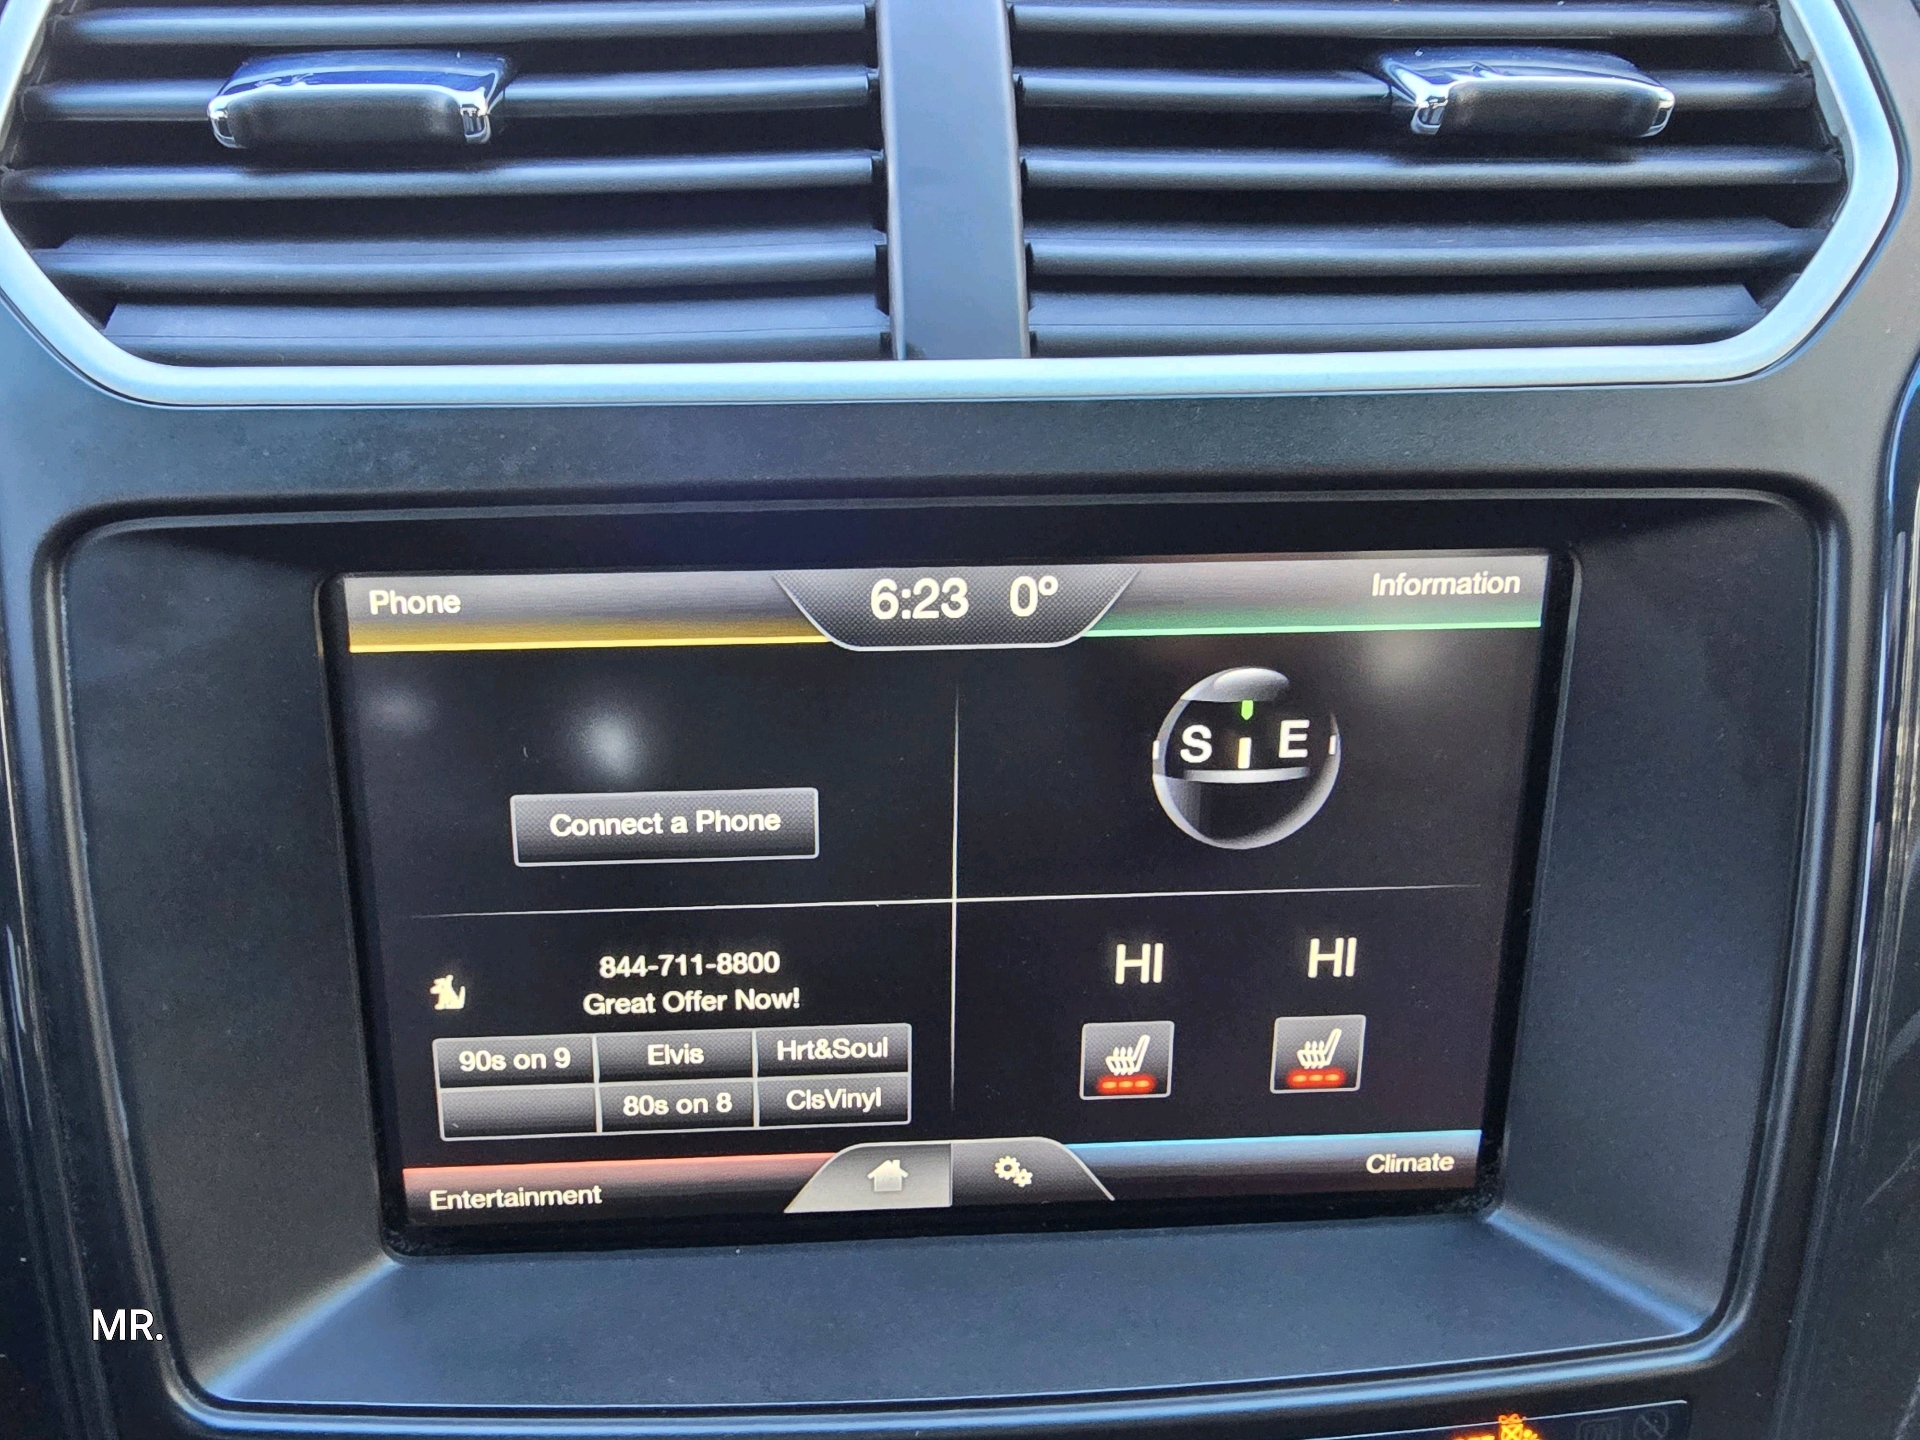 Phone
6:23 0°
Information
S E
Connect a Phone
844-711-8800
Great Offer Now!
HI HI
90s on 9
Elvis
Hrt&Soul
80s on 8
ClsVinyl
Entertainment
Climate
MR.